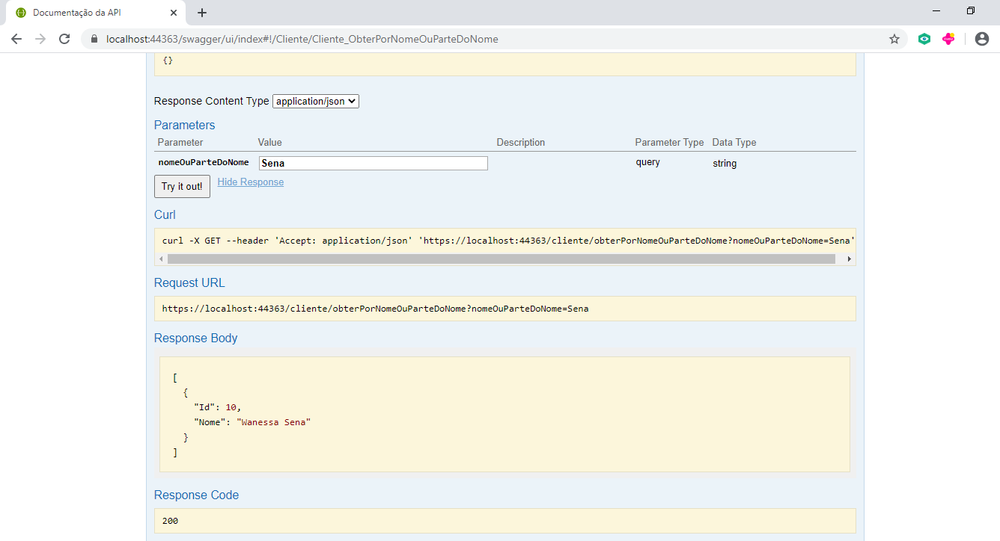 Documentação da API
localhost:44363/swagger/ui/index#!/Cliente/Cliente_ObterPorNomeOuParteDoNome
{}
Response Content Type application/json
Parameters
Parameter Value Description Parameter Type Data Type
nomeOuParteDoNome Sena query string
Try it out! Hide Response
Curl
curl -X GET --header 'Accept: application/json' 'https://localhost:44363/cliente/obterPorNomeOuParteDoNome?nomeOuParteDoNome=Sena'
Request URL
https://localhost:44363/cliente/obterPorNomeOuParteDoNome?nomeOuParteDoNome=Sena
Response Body
[
{
"Id": 10,
"Nome": "Wanessa Sena"
}
]
Response Code
200